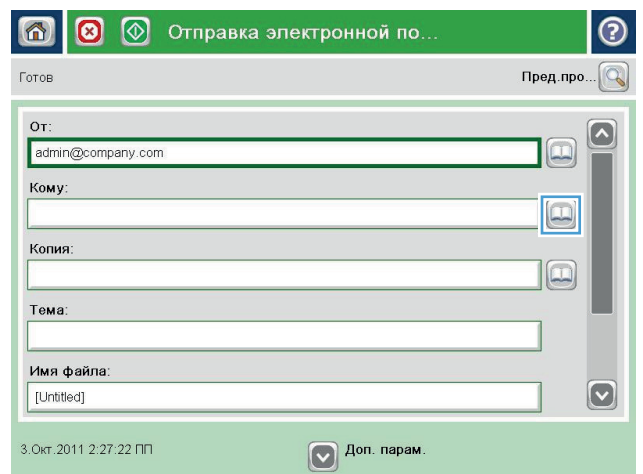 Отправка электронной по...
Готов
Пред.про...
От:
admin@company.com
Кому:
Копия:
Тема:
Имя файла:
[Untitled]
3.Окт.2011 2:27:22 ПП
Доп. парам.